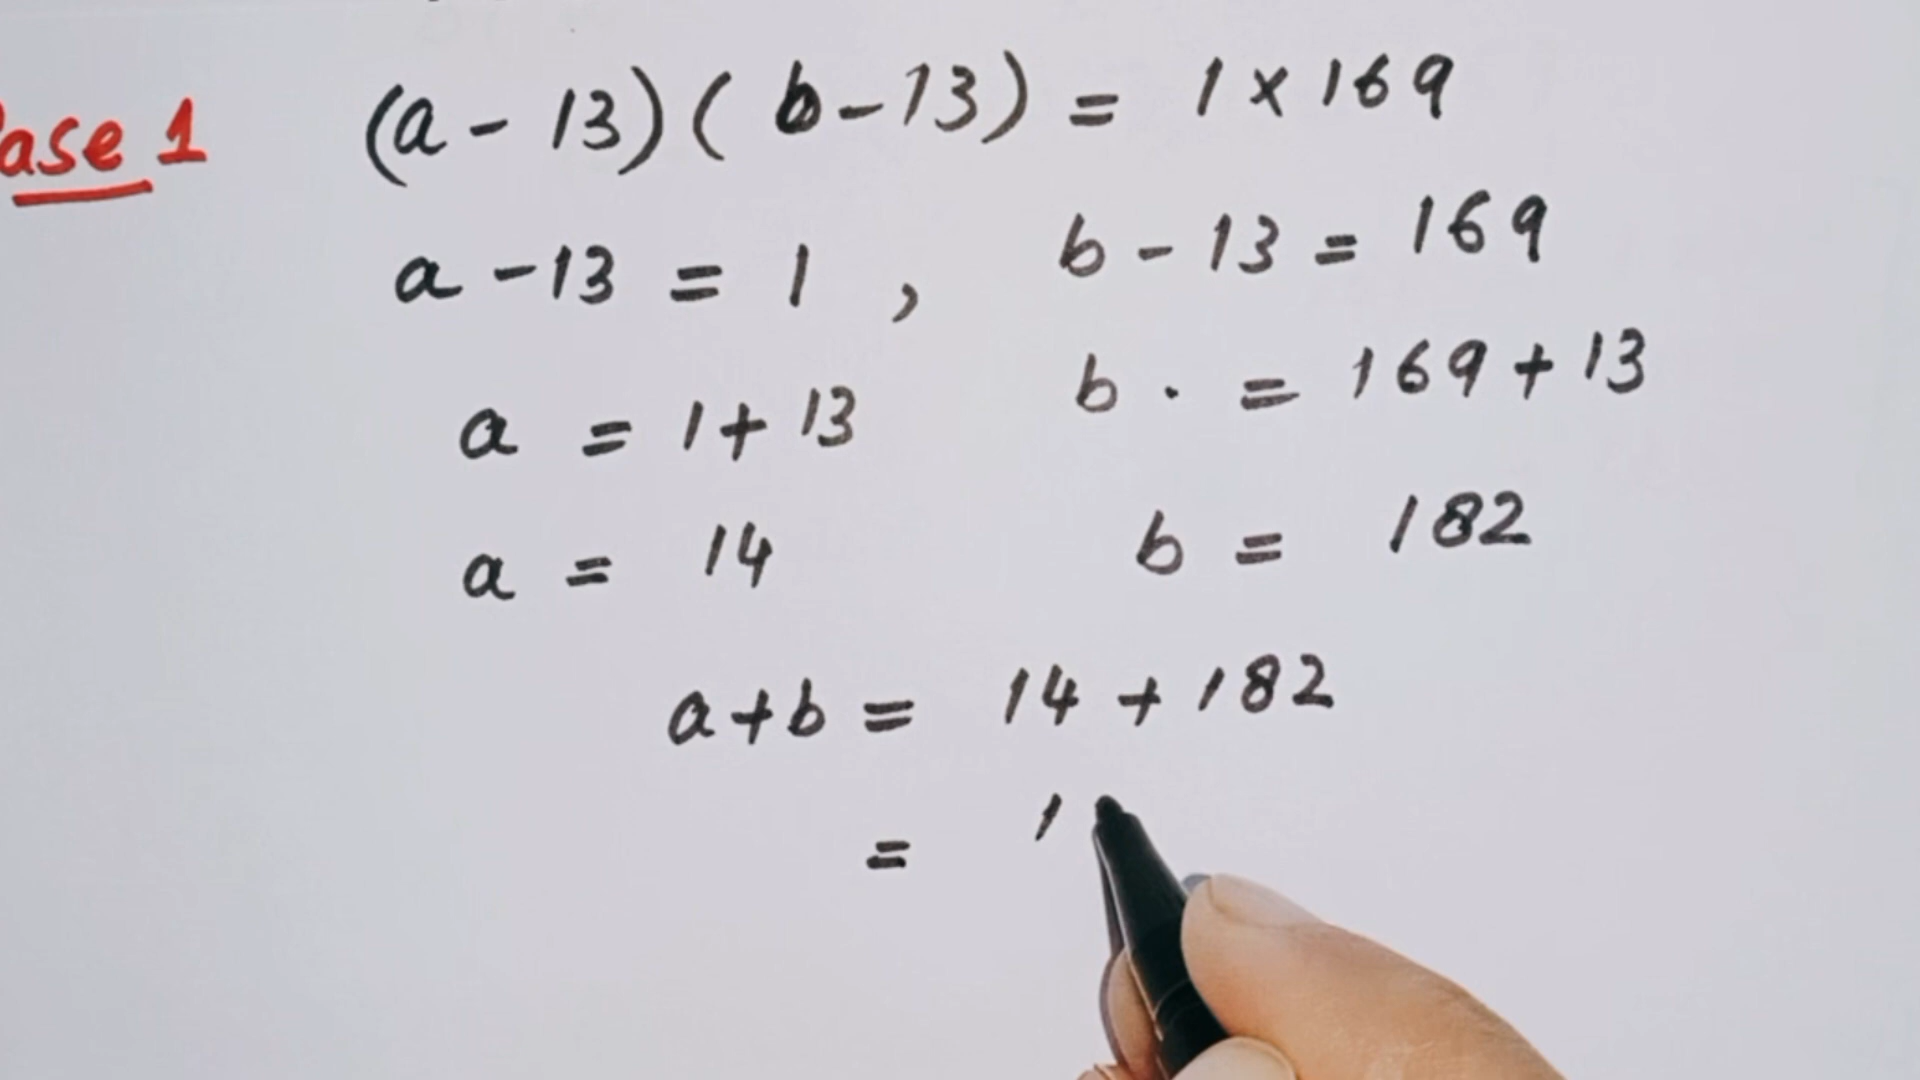 ase 1 (a - 13)(b - 13) = 1 × 169
a - 13 = 1 , b - 13 = 169
a = 1 + 13 b . = 169 + 13
a = 14 b = 182
a + b = 14 + 182
= 1